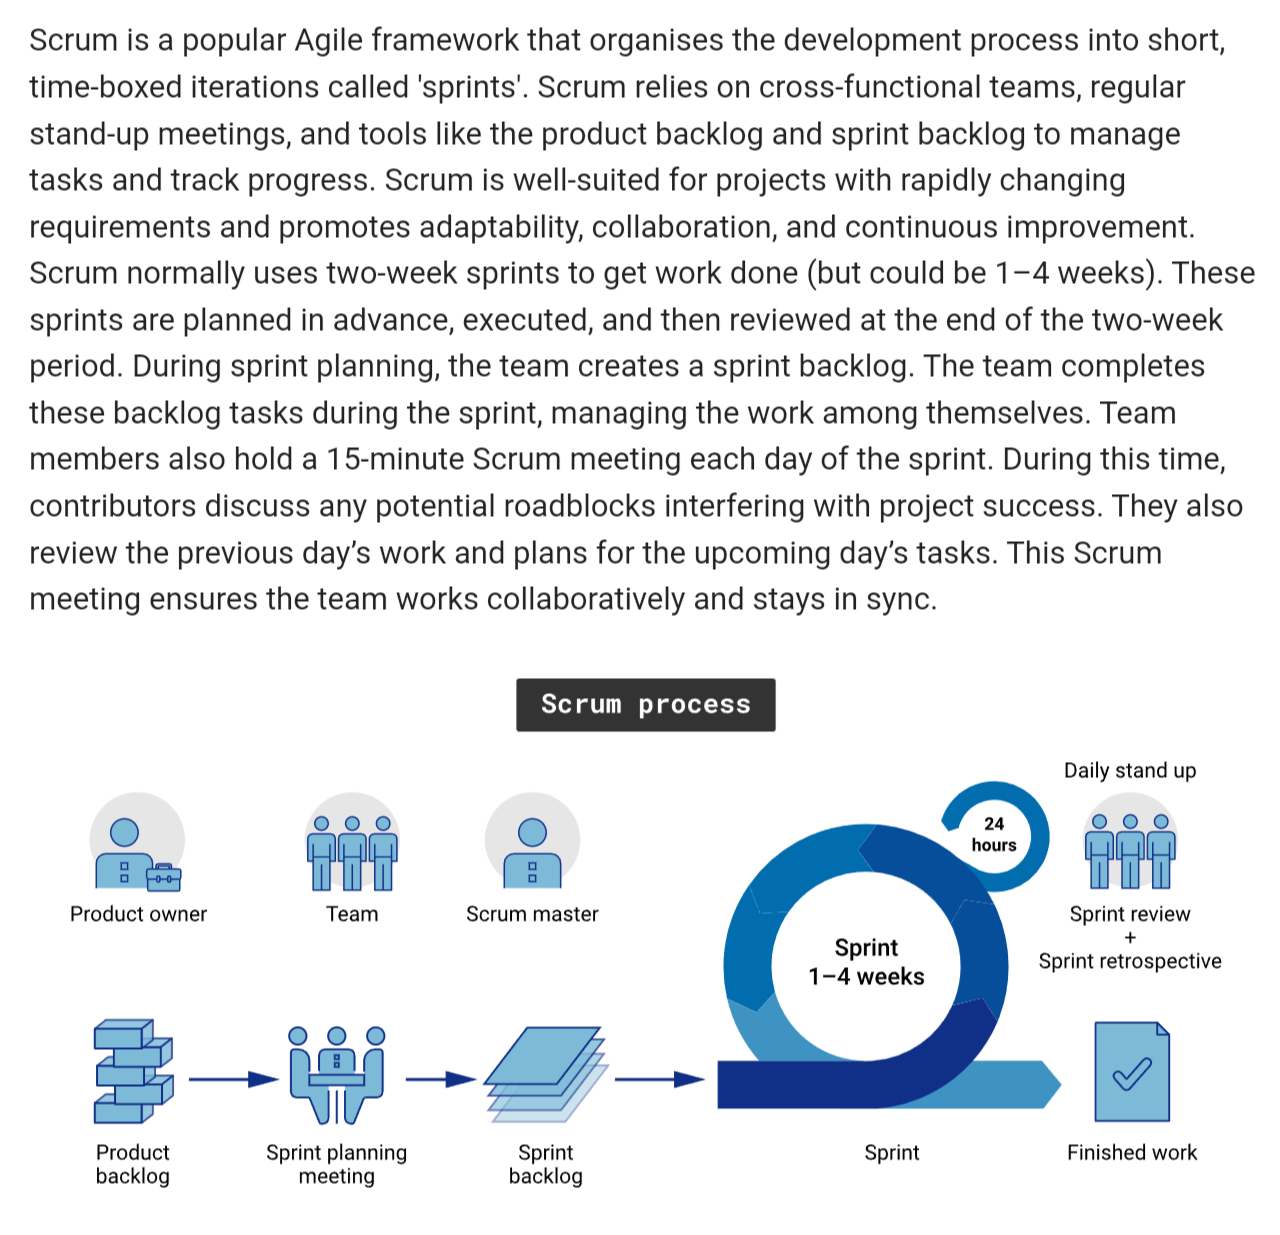 Scrum is a popular Agile framework that organises the development process into short,
time-boxed iterations called 'sprints'. Scrum relies on cross-functional teams, regular
stand-up meetings, and tools like the product backlog and sprint backlog to manage
tasks and track progress. Scrum is well-suited for projects with rapidly changing
requirements and promotes adaptability, collaboration, and continuous improvement.
Scrum normally uses two-week sprints to get work done (but could be 1–4 weeks). These
sprints are planned in advance, executed, and then reviewed at the end of the two-week
period. During sprint planning, the team creates a sprint backlog. The team completes
these backlog tasks during the sprint, managing the work among themselves. Team
members also hold a 15-minute Scrum meeting each day of the sprint. During this time,
contributors discuss any potential roadblocks interfering with project success. They also
review the previous day’s work and plans for the upcoming day’s tasks. This Scrum
meeting ensures the team works collaboratively and stays in sync.
Scrum process
Product owner
Team
Scrum master
Daily stand up
24
hours
Sprint review
+
Sprint retrospective
Sprint
1–4 weeks
Product
backlog
Sprint planning
meeting
Sprint
backlog
Sprint
Finished work